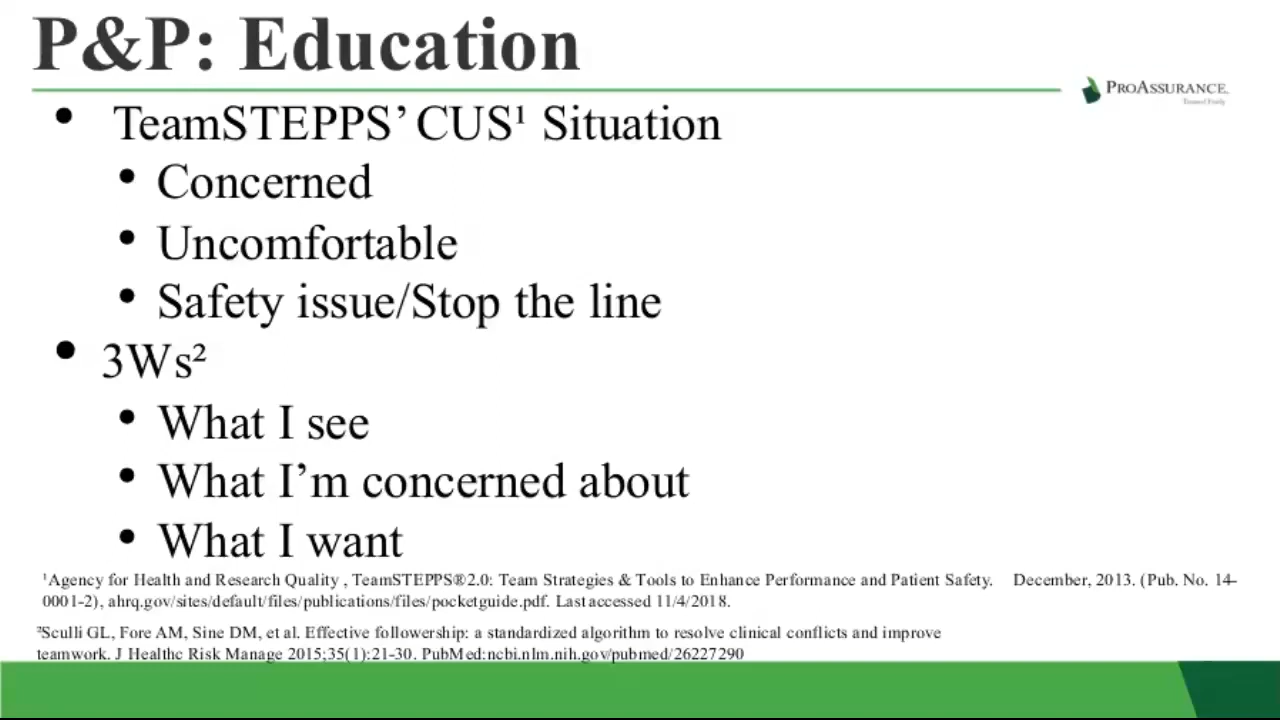 P&P: Education
PROASSURANCE.
Treated Fairly
• TeamSTEPPS’ CUS¹ Situation
• Concerned
• Uncomfortable
• Safety issue/Stop the line
• 3Ws²
• What I see
• What I’m concerned about
• What I want
¹Agency for Health and Research Quality , TeamSTEPPS®2.0: Team Strategies & Tools to Enhance Performance and Patient Safety. December, 2013. (Pub. No. 14-
0001-2), ahrq.gov/sites/default/files/publications/files/pocketguide.pdf. Last accessed 11/4/2018.
²Sculli GL, Fore AM, Sine DM, et al. Effective followership: a standardized algorithm to resolve clinical conflicts and improve
teamwork. J Healthc Risk Manage 2015;35(1):21-30. PubMed:ncbi.nlm.nih.gov/pubmed/26227290